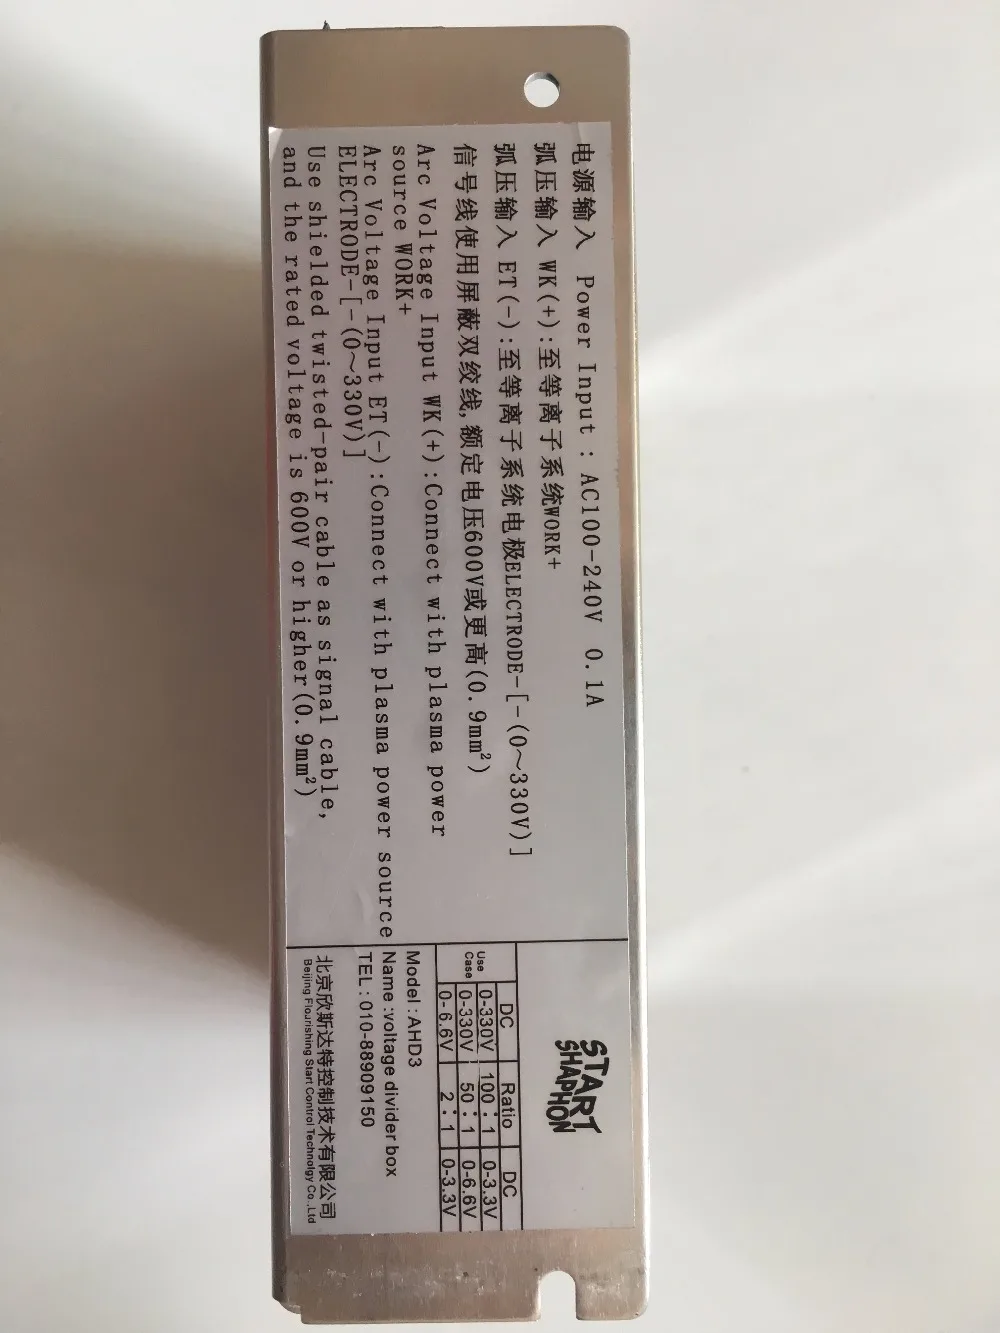 电源输入 Power Input : AC100-240V 0.1A
弧压输入 WK(+):至等离子系统WORK+
弧压输入 ET(-):至等离子系统电极ELECTRODE-[-(0～330V)]
信号线使用屏蔽双绞线,额定电压600V或更高(0.9mm²)
Arc Voltage Input WK(+):Connect with plasma power
source WORK+
Arc Voltage Input ET(-):Connect with plasma power source
ELECTRODE-[-(0～330V)]
Use shielded twisted-pair cable as signal cable,
and the rated voltage is 600V or higher(0.9mm²)
START
SHAPHON
DC Ratio DC
Use
Case
0-330V 100 : 1 0-3.3V
0-330V 50 : 1 0-6.6V
0-6.6V 2 : 1 0-3.3V
Model :AHD3
Name :voltage divider box
TEL : 010-88909150
北京欣斯达特控制技术有限公司
Beijing Flourishing Start Control Technolgy Co.,Ltd